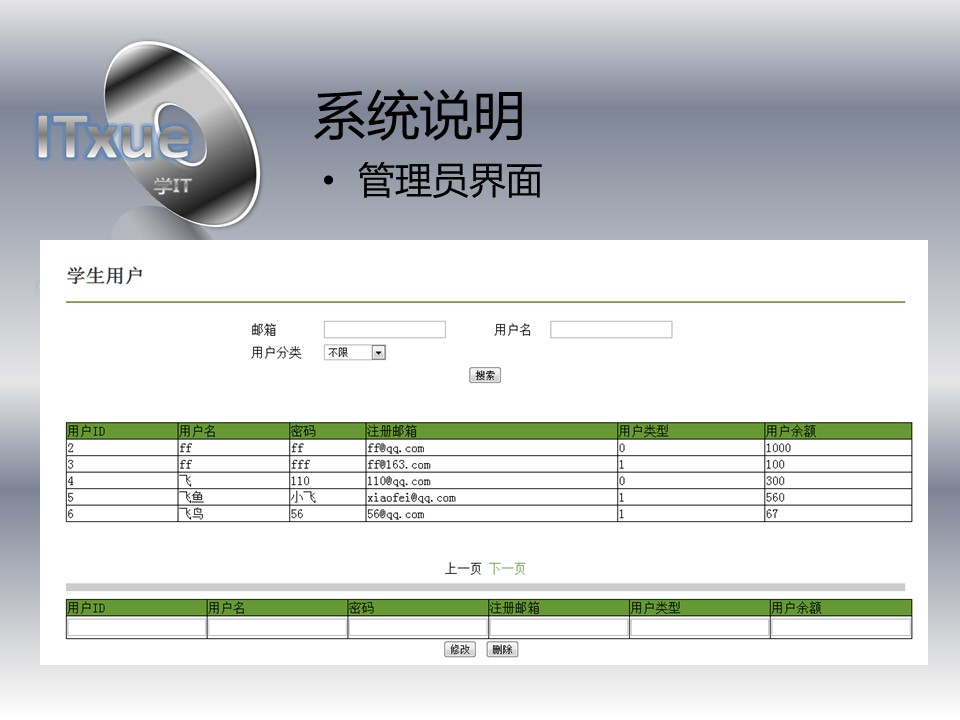 ITxue
学IT
系统说明
• 管理员界面
学生用户
邮箱 用户名
用户分类 不限
搜索
用户ID 用户名 密码 注册邮箱 用户类型 用户余额
2 ff ff ff@qq.com 0 1000
3 ff fff ff@163.com 1 100
4 飞 110 110@qq.com 0 300
5 飞鱼 小飞 xiaofei@qq.com 1 560
6 飞鸟 56 56@qq.com 1 67
上一页 下一页
用户ID 用户名 密码 注册邮箱 用户类型 用户余额
修改 删除